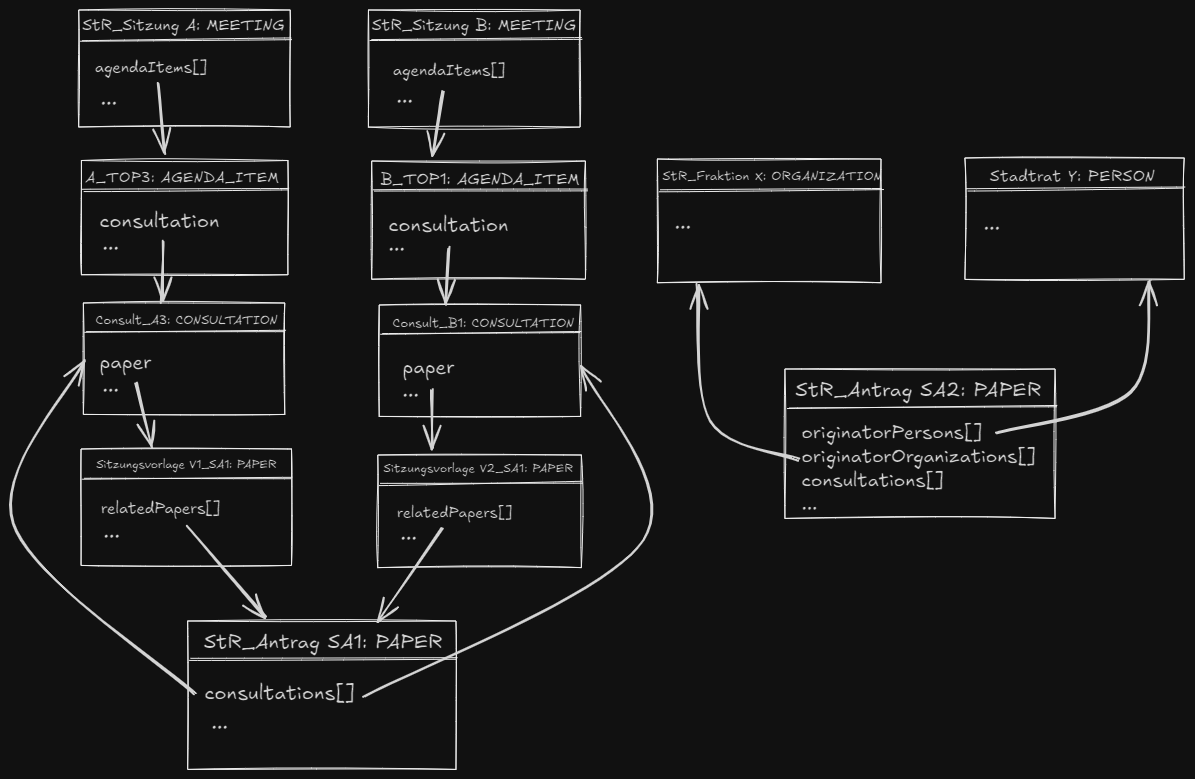 StR_Sitzung A: MEETING
agendaItems[]
...
StR_Sitzung B: MEETING
agendaItems[]
...
A_TOP3: AGENDA_ITEM
consultation
...
B_TOP1: AGENDA_ITEM
consultation
...
StR_Fraktion X: ORGANIZATION
...
Stadtrat Y: PERSON
...
Consult_A3: CONSULTATION
paper
...
Consult_B1: CONSULTATION
paper
...
StR_Antrag SA2: PAPER
originatorPersons[]
originatorOrganizations[]
consultations[]
...
Sitzungsvorlage V1_SA1: PAPER
relatedPapers[]
...
Sitzungsvorlage V2_SA1: PAPER
relatedPapers[]
...
StR_Antrag SA1: PAPER
consultations[]
...